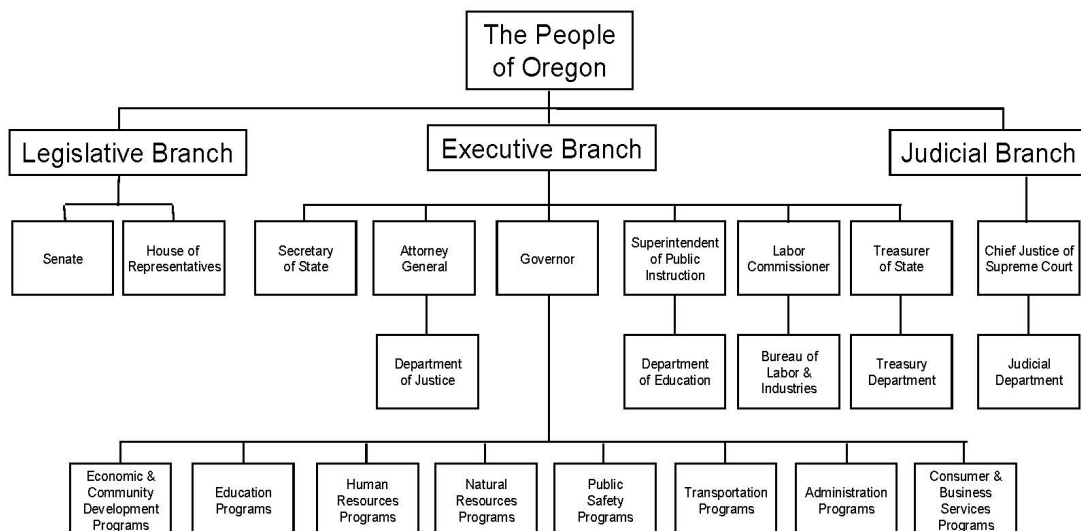 The People
of Oregon
Legislative Branch
Executive Branch
Judicial Branch
Senate
House of
Representatives
Secretary
of State
Attorney
General
Governor
Superintendent
of Public
Instruction
Labor
Commissioner
Treasurer
of State
Chief Justice of
Supreme Court
Department
of Justice
Department
of Education
Bureau of
Labor &
Industries
Treasury
Department
Judicial
Department
Economic &
Community
Development
Programs
Education
Programs
Human
Resources
Programs
Natural
Resources
Programs
Public
Safety
Programs
Transportation
Programs
Administration
Programs
Consumer &
Business
Services
Programs